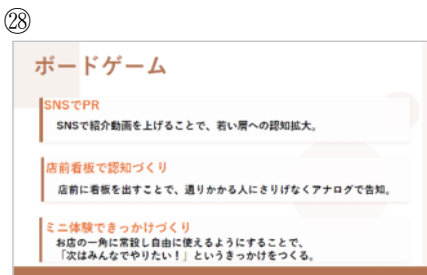 ㉘
ボードゲーム
SNSでPR
SNSで紹介動画を上げることで、若い層への認知拡大。
店前看板で認知づくり
店前に看板を出すことで、通りかかる人にさりげなくアナログで告知。
ミニ体験できっかけづくり
お店の一角に常設し自由に使えるようにすることで、
「次はみんなでやりたい！」というきっかけをつくる。